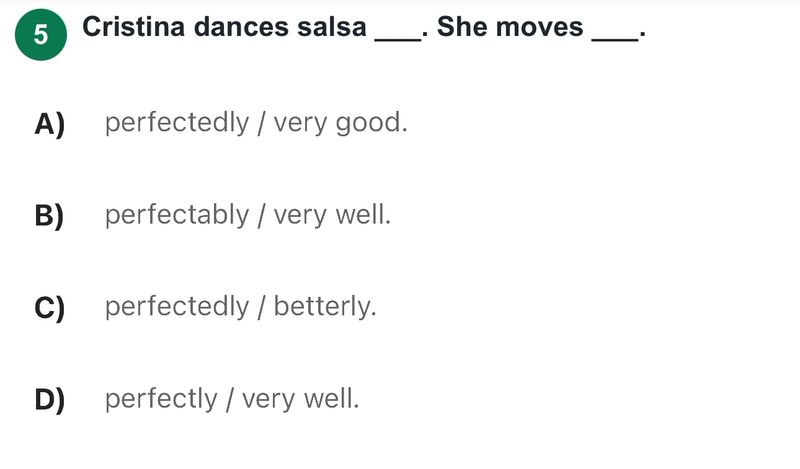 5 Cristina dances salsa ___. She moves ___.
A) perfectedly / very good.
B) perfectably / very well.
C) perfectedly / betterly.
D) perfectly / very well.